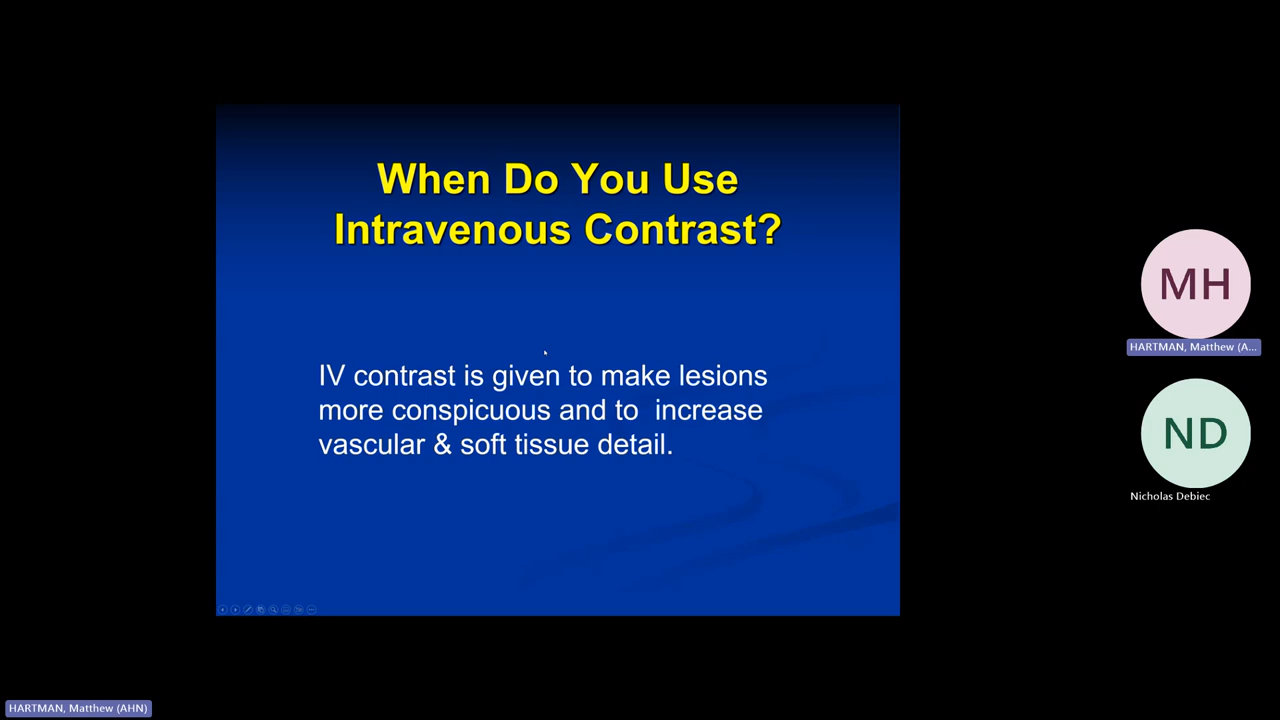 When Do You Use
Intravenous Contrast?
IV contrast is given to make lesions
more conspicuous and to  increase
vascular & soft tissue detail.
MH
HARTMAN, Matthew (A...
ND
Nicholas Debiec
HARTMAN, Matthew (AHN)